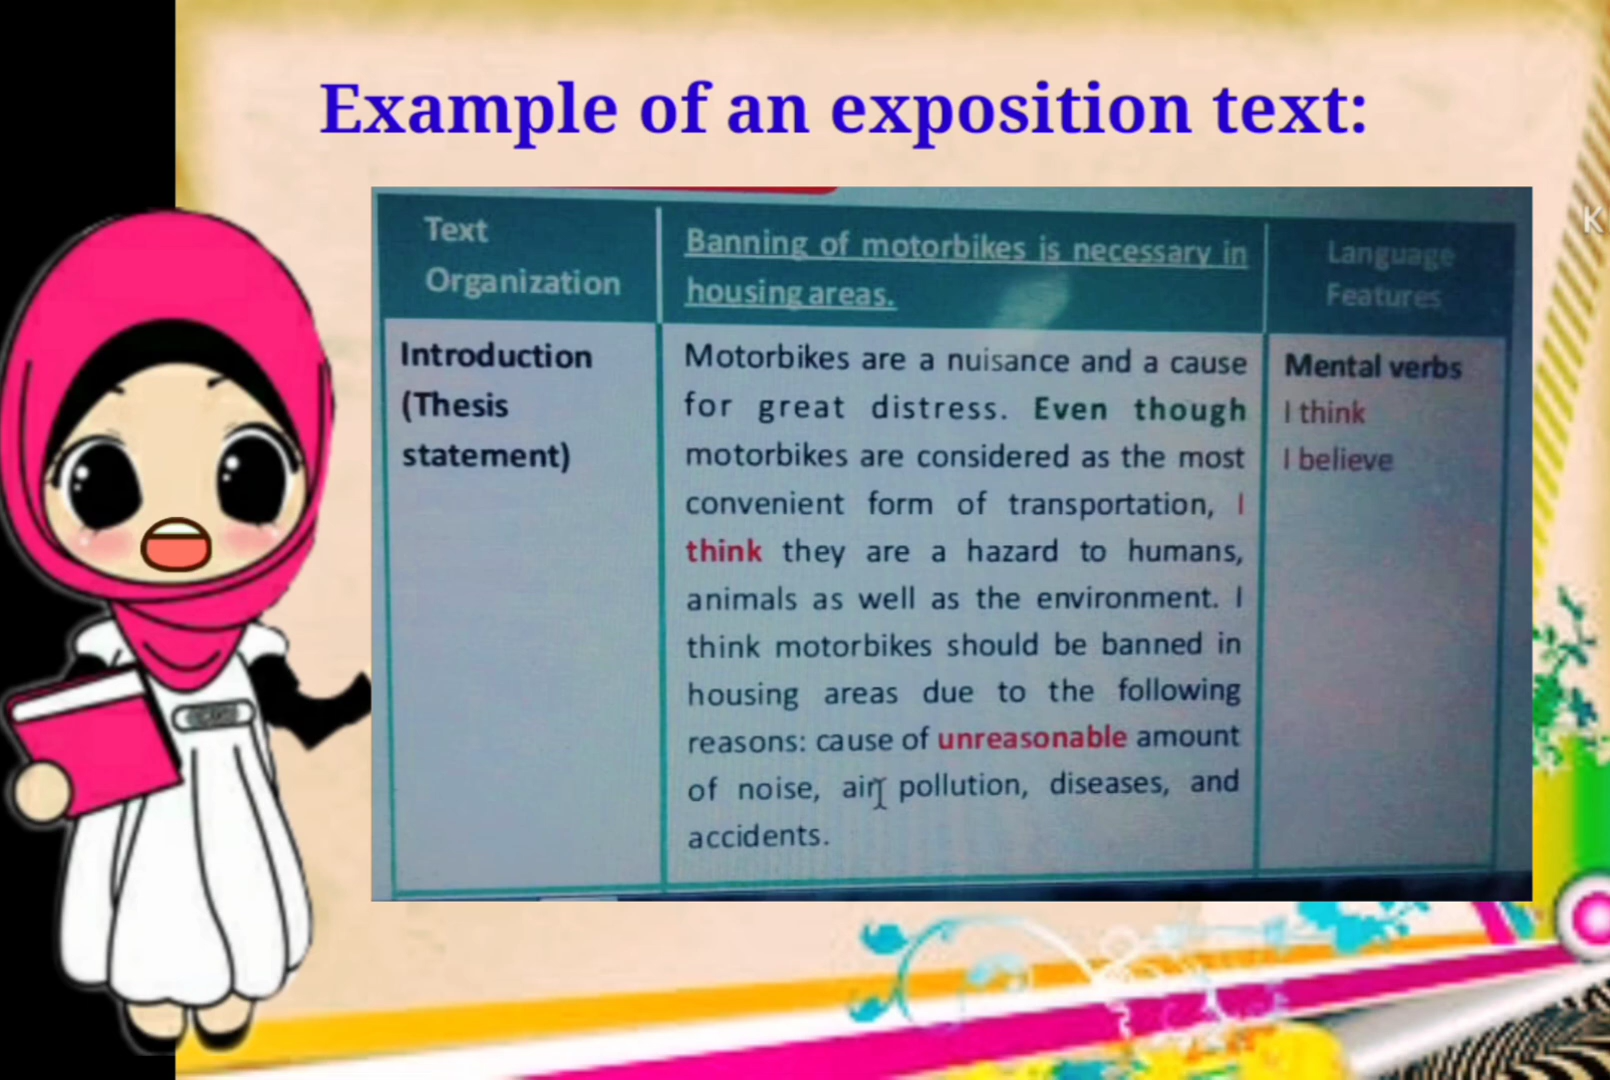 Example of an exposition text:
Text
Organization
Banning of motorbikes is necessary in
housing areas.
Language
Features
Introduction
(Thesis
statement)
Motorbikes are a nuisance and a cause
for great distress. Even though
motorbikes are considered as the most
convenient form of transportation, I
think they are a hazard to humans,
animals as well as the environment. I
think motorbikes should be banned in
housing areas due to the following
reasons: cause of unreasonable amount
of noise, air pollution, diseases, and
accidents.
Mental verbs
I think
I believe
K